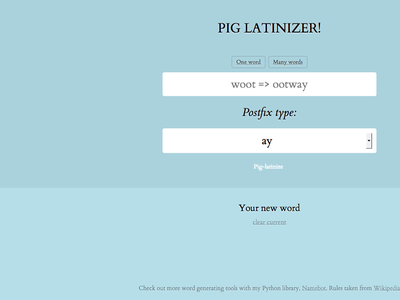 PIG LATINIZER!
One word Many words
woot => ootway
Postfix type:
ay
Pig-latinize
Your new word
clear current
Check out more word generating tools with my Python library, Namebot. Rules taken from Wikipedia